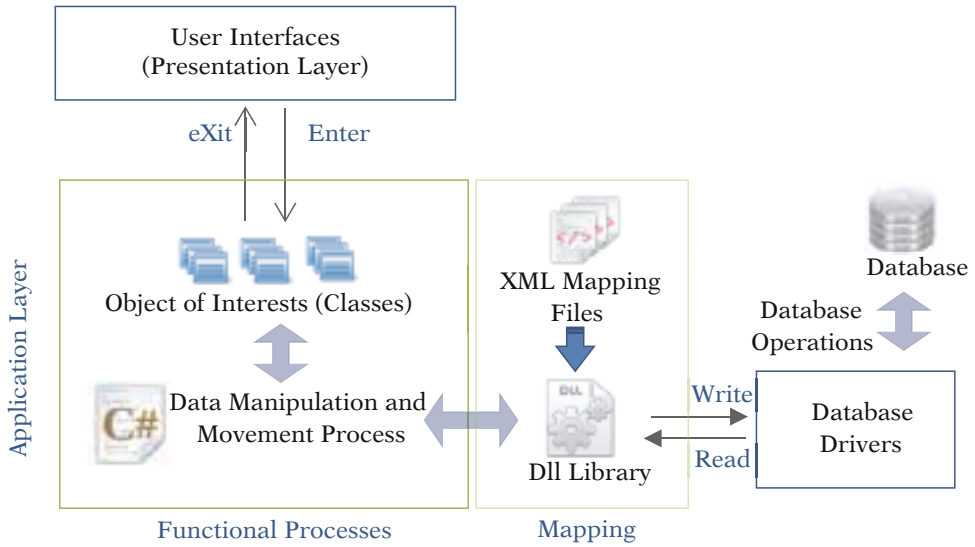 User Interfaces
(Presentation Layer)
eXit
Enter
Application Layer
Object of Interests (Classes)
C#
Data Manipulation and
Movement Process
Functional Processes
</>
XML Mapping
Files
DLL
Dll Library
Mapping
Write
Read
Database
Database
Operations
Database
Drivers